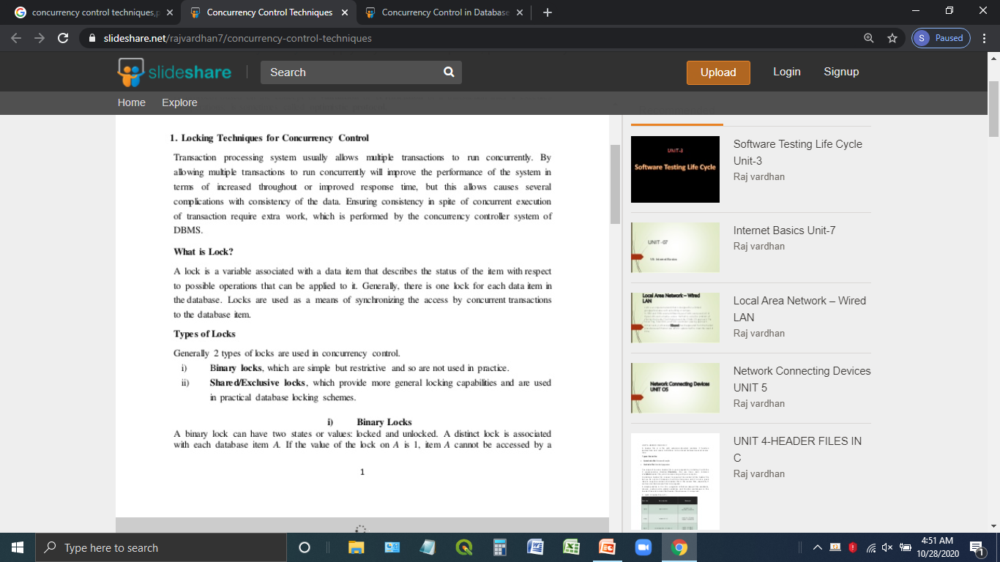 concurrency control techniques,p
Concurrency Control Techniques
Concurrency Control in Database
slideshare.net/rajvardhan7/concurrency-control-techniques
S Paused
slideshare
Search
Upload
Login
Signup
Home
Explore
1. Locking Techniques for Concurrency Control
Transaction processing system usually allows multiple transactions to run concurrently. By
allowing multiple transactions to run concurrently will improve the performance of the system in
terms of increased throughout or improved response time, but this allows causes several
complications with consistency of the data. Ensuring consistency in spite of concurrent execution
of transaction require extra work, which is performed by the concurrency controller system of
DBMS.
What is Lock?
A lock is a variable associated with a data item that describes the status of the item with respect
to possible operations that can be applied to it. Generally, there is one lock for each data item in
the database. Locks are used as a means of synchronizing the access by concurrent transactions
to the database item.
Types of Locks
Generally 2 types of locks are used in concurrency control.
i) Binary locks, which are simple but restrictive and so are not used in practice.
ii) Shared/Exclusive locks, which provide more general locking capabilities and are used
in practical database locking schemes.
i) Binary Locks
A binary lock can have two states or values: locked and unlocked. A distinct lock is associated
with each database item A. If the value of the lock on A is 1, item A cannot be accessed by a
1
UNIT-3
Software Testing Life Cycle
Software Testing Life Cycle
Unit-3
Raj vardhan
UNIT -07
VII: Internet Basics
Internet Basics Unit-7
Raj vardhan
Local Area Network – Wired
LAN
Local Area Network – Wired
LAN
Raj vardhan
Network Connecting Devices
UNIT 05
Network Connecting Devices
UNIT 5
Raj vardhan
UNIT 4-HEADER FILES IN
C
Raj vardhan
Type here to search
4:51 AM
10/28/2020
1